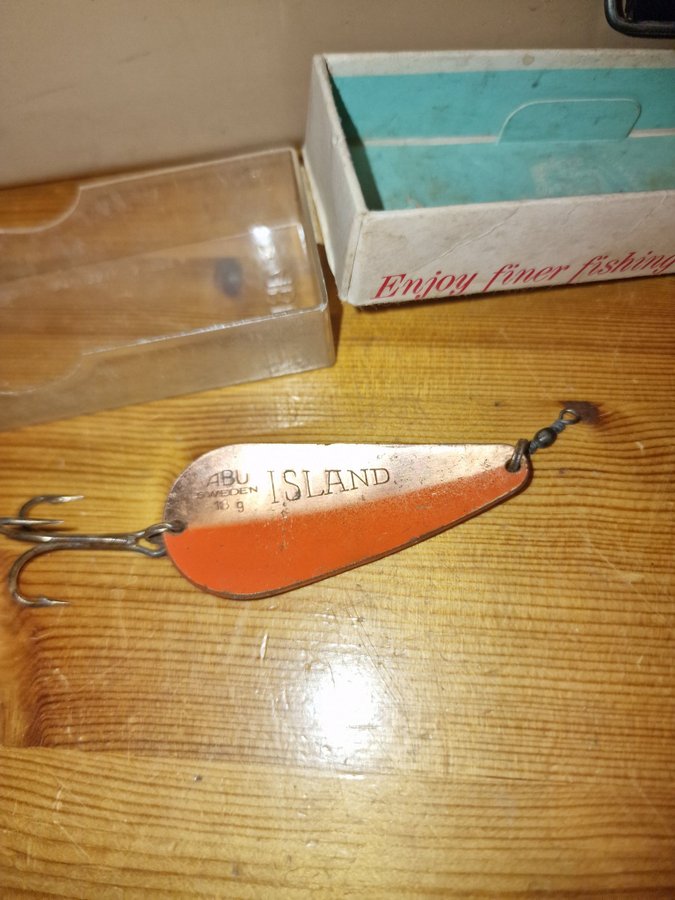 Enjoy finer fishing
ABU
SWEDEN
18 g
ISLAND